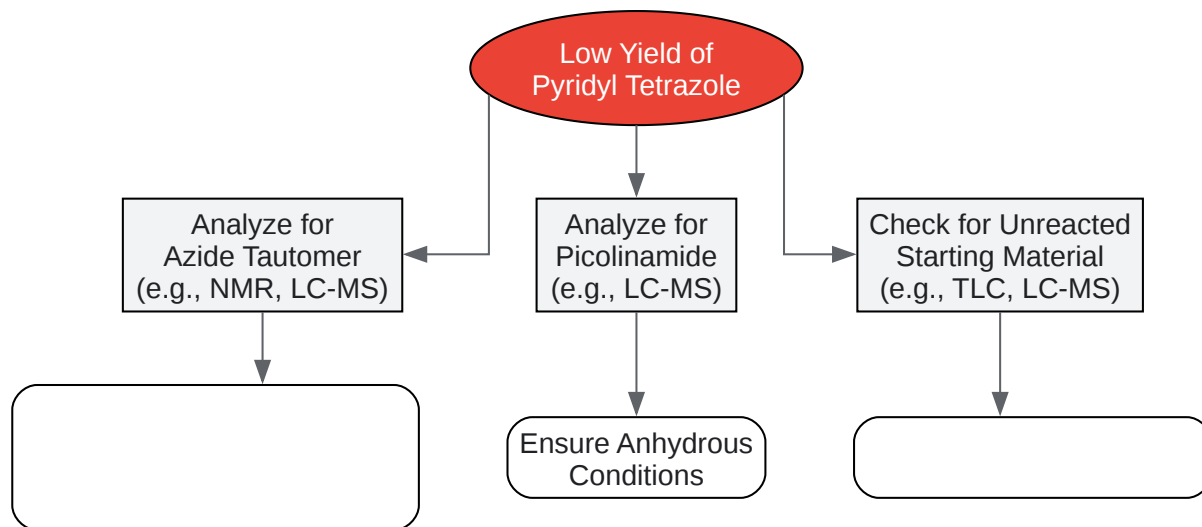 Low Yield of
Pyridyl Tetrazole
Analyze for
Azide Tautomer
(e.g., NMR, LC-MS)
Analyze for
Picolinamide
(e.g., LC-MS)
Check for Unreacted
Starting Material
(e.g., TLC, LC-MS)
Ensure Anhydrous
Conditions